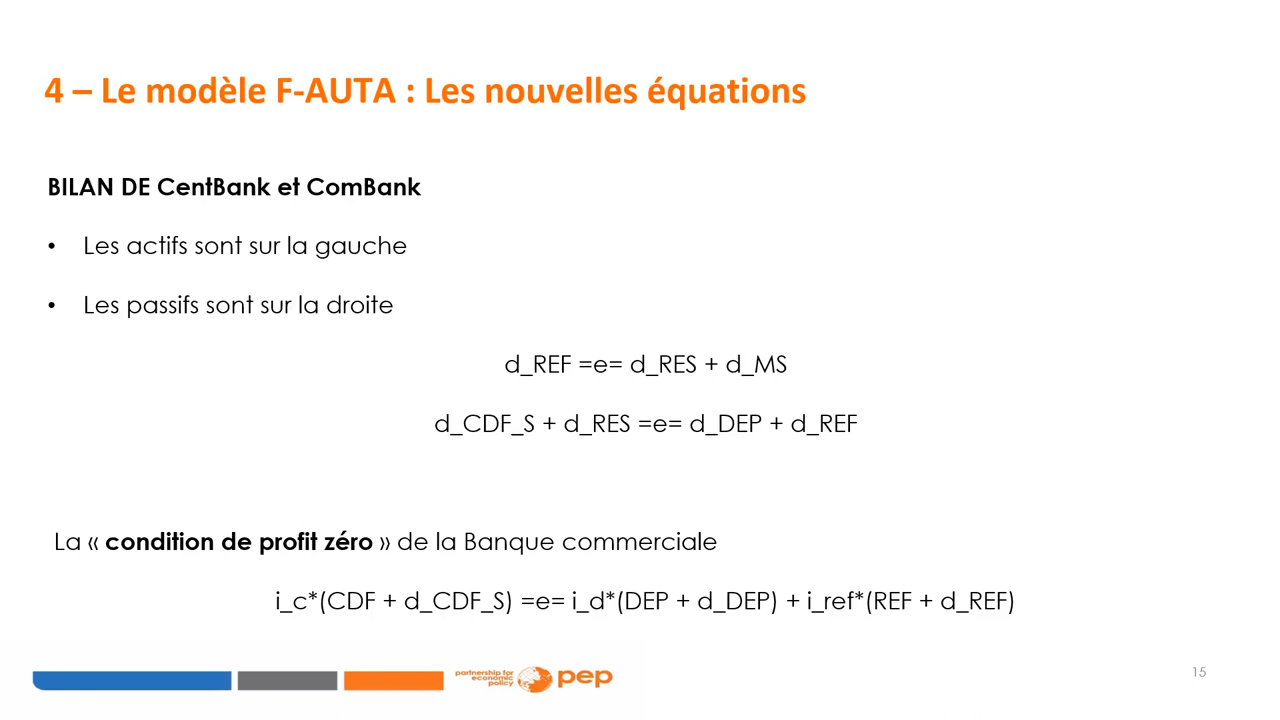 4 – Le modèle F-AUTA : Les nouvelles équations
BILAN DE CentBank et ComBank
• Les actifs sont sur la gauche
• Les passifs sont sur la droite
d_REF =e= d_RES + d_MS
d_CDF_S + d_RES =e= d_DEP + d_REF
La « condition de profit zéro » de la Banque commerciale
i_c*(CDF + d_CDF_S) =e= i_d*(DEP + d_DEP) + i_ref*(REF + d_REF)
partnership for
economic
policy
pep
15